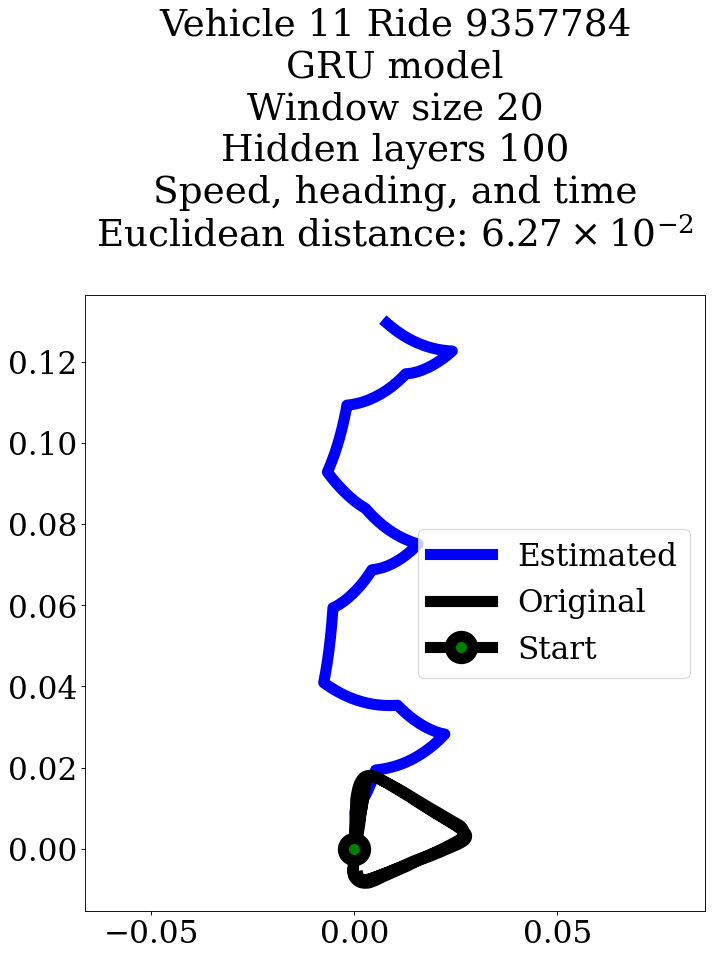 Vehicle 11 Ride 9357784
GRU model
Window size 20
Hidden layers 100
Speed, heading, and time
Euclidean distance: 6.27 × 10⁻²
0.12
0.10
0.08
0.06
0.04
0.02
0.00
Estimated
Original
Start
−0.05 0.00 0.05